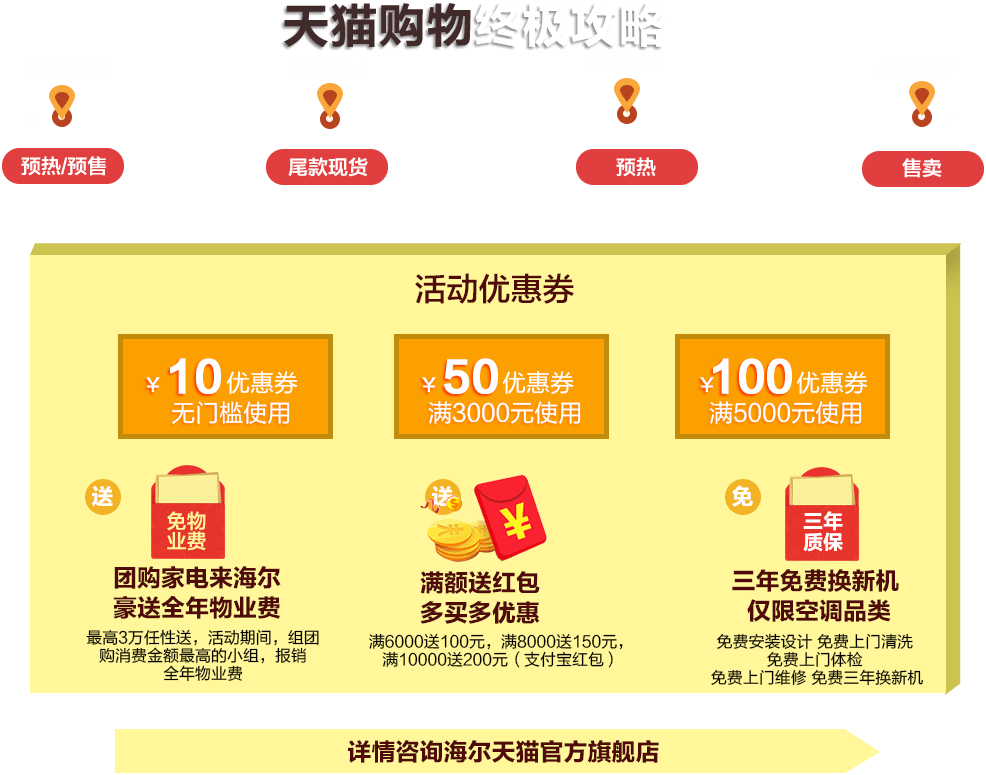 天猫购物终极攻略
预热/预售
尾款现货
预热
售卖
活动优惠券
¥10优惠券
无门槛使用
¥50优惠券
满3000元使用
¥100优惠券
满5000元使用
送
免物
业费
团购家电来海尔
豪送全年物业费
最高3万任性送，活动期间，组团
购消费金额最高的小组，报销
全年物业费
送
¥
满额送红包
多买多优惠
满6000送100元，满8000送150元，
满10000送200元（支付宝红包）
免
三年
质保
三年免费换新机
仅限空调品类
免费安装设计 免费上门清洗
免费上门体检
免费上门维修 免费三年换新机
详情咨询海尔天猫官方旗舰店